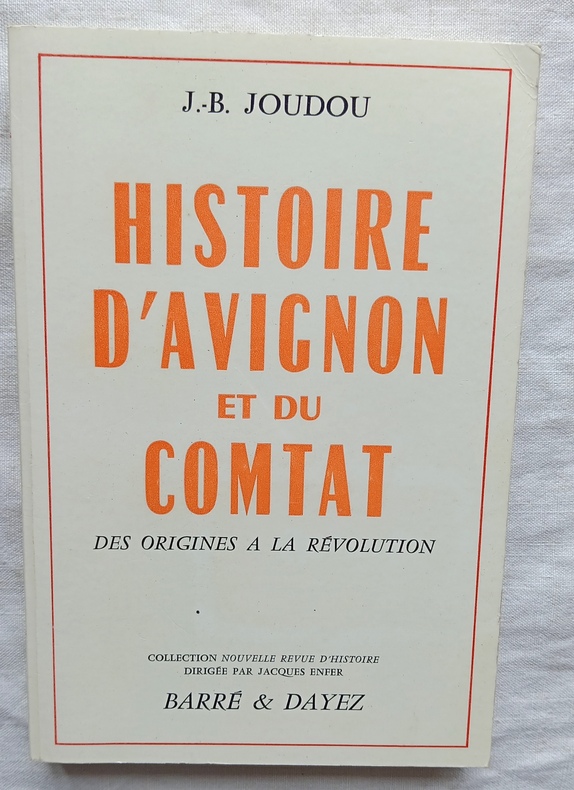 J.-B. JOUDOU
HISTOIRE
D'AVIGNON
ET DU
COMTAT
DES ORIGINES A LA RÉVOLUTION
COLLECTION NOUVELLE REVUE D'HISTOIRE
DIRIGÉE PAR JACQUES ENFER
BARRÉ & DAYEZ